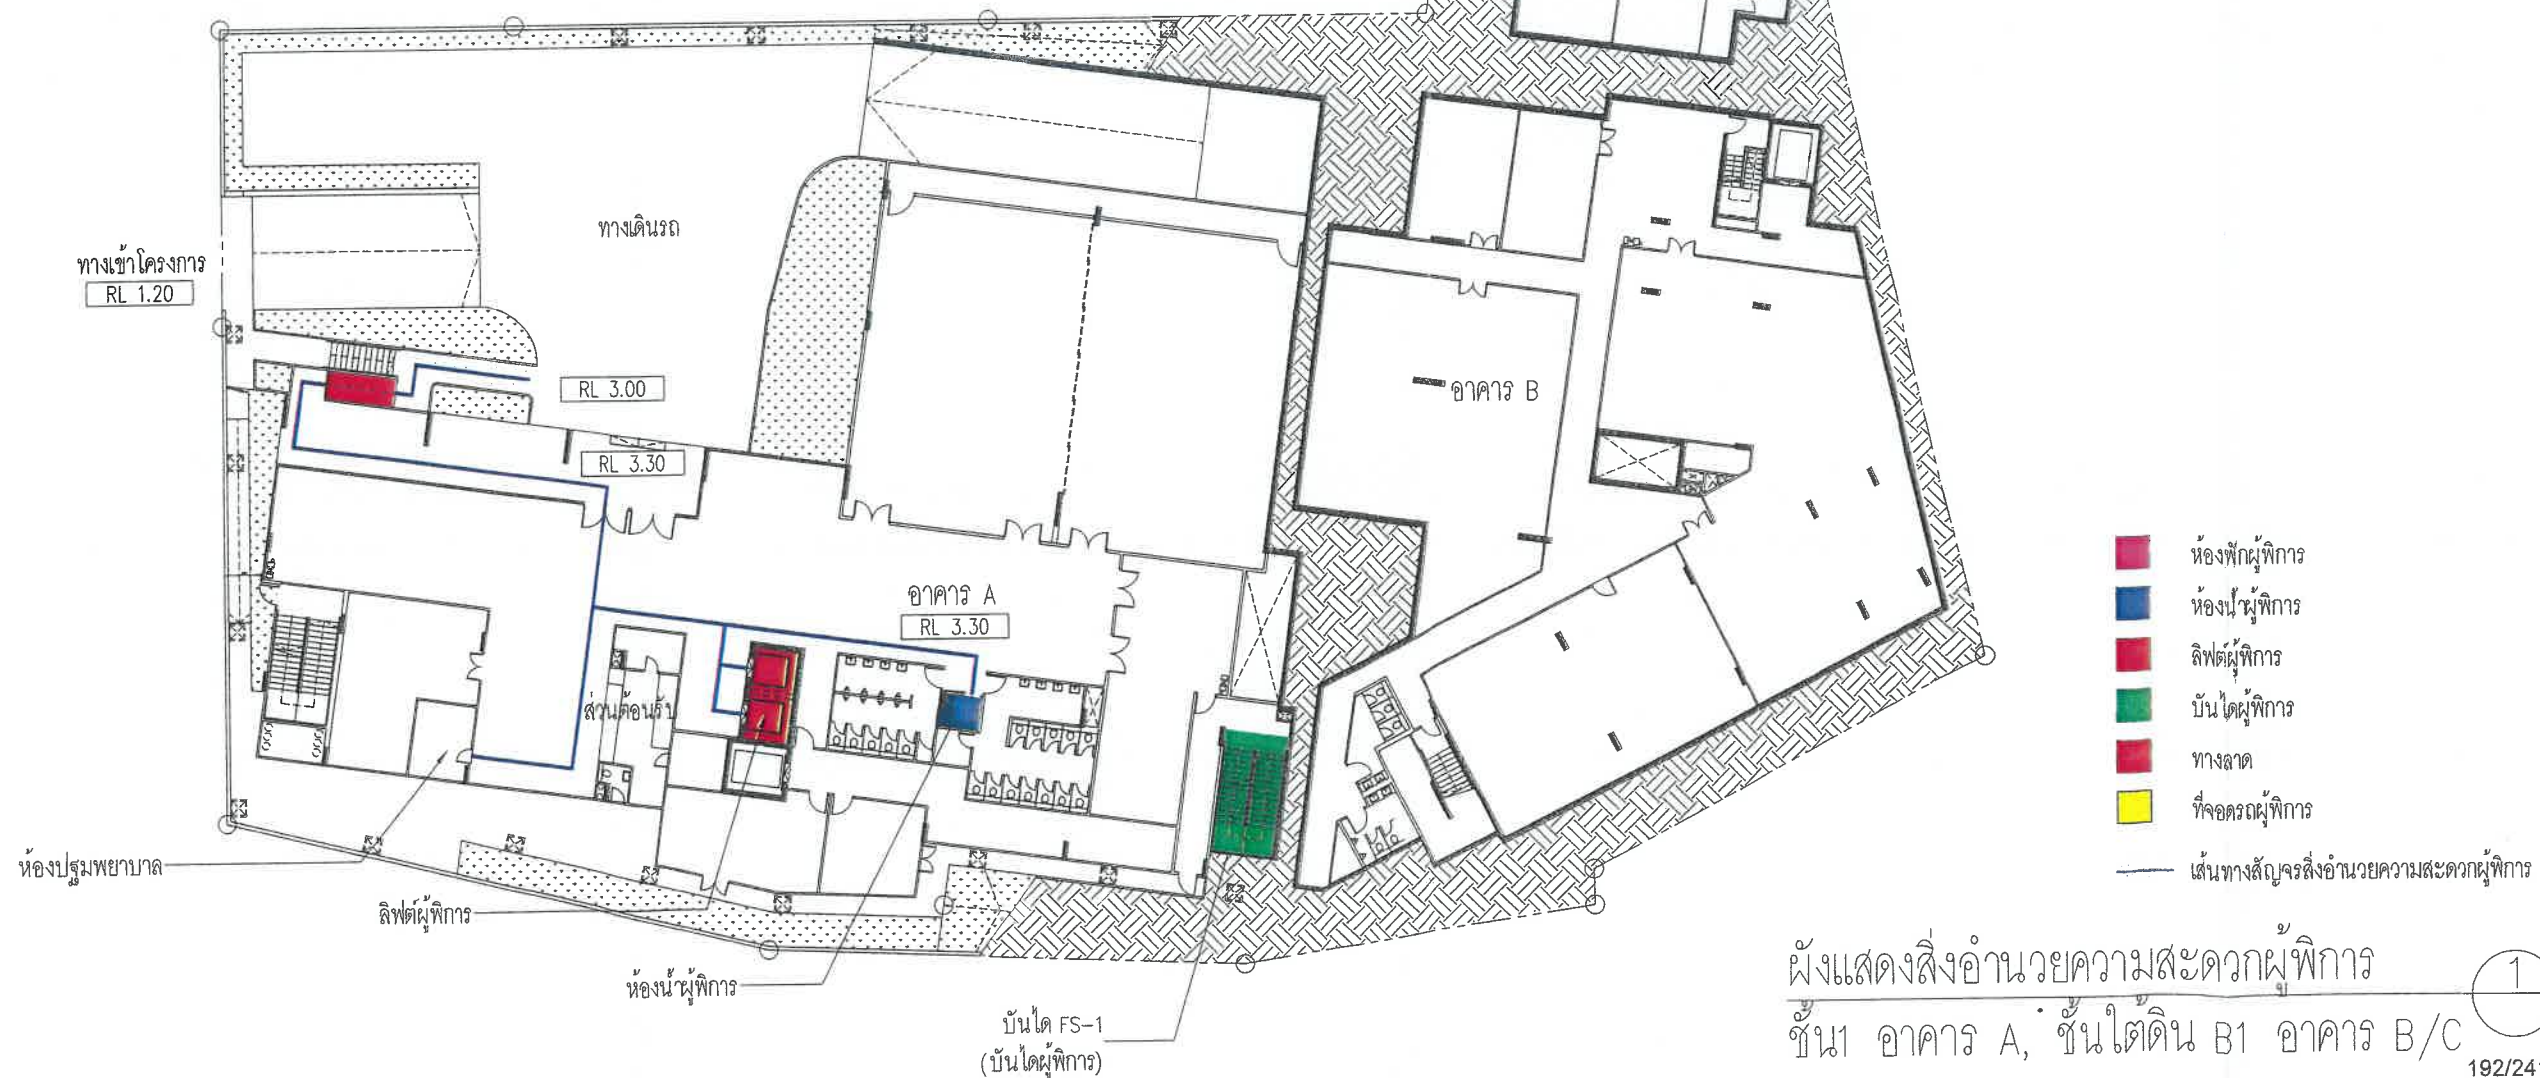 ทางเดินรถ
ทางเข้าโครงการ
RL 1.20
RL 3.00
RL 3.30
อาคาร B
อาคาร A
RL 3.30
ส่วนต้อนรับ
ห้องปฐมพยาบาล
ลิฟต์ผู้พิการ
ห้องน้ำผู้พิการ
บันได FS-1
(บันไดผู้พิการ)
ห้องพักผู้พิการ
ห้องน้ำผู้พิการ
ลิฟต์ผู้พิการ
บันไดผู้พิการ
ทางลาด
ที่จอดรถผู้พิการ
เส้นทางสัญจรสิ่งอำนวยความสะดวกผู้พิการ
ผังแสดงสิ่งอำนวยความสะดวกผู้พิการ
1
ชั้น1 อาคาร A, ชั้นใต้ดิน B1 อาคาร B/C